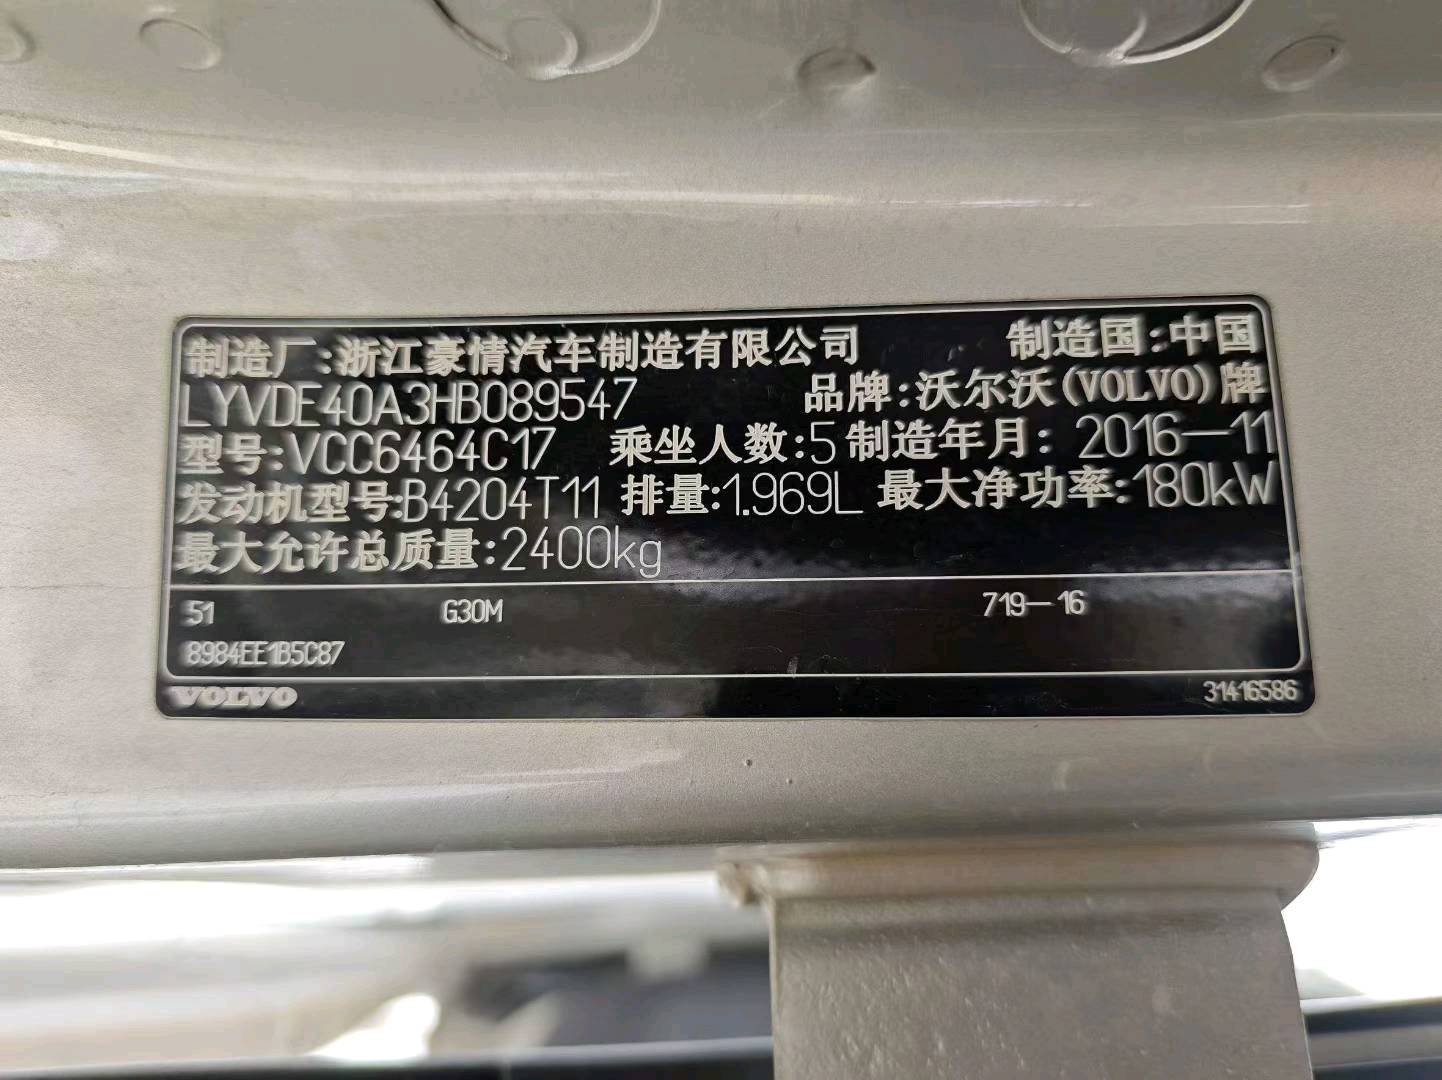 制造厂:浙江豪情汽车制造有限公司 制造国:中国
LYVDE40A3HB089547 品牌:沃尔沃(VOLVO)牌
型号:VCC6464C17 乘坐人数:5 制造年月: 2016-11
发动机型号:B4204T11 排量:1.969L 最大净功率:180kW
最大允许总质量:2400kg
51 G30M 719-16
8984EE1B5C87
VOLVO 31416586